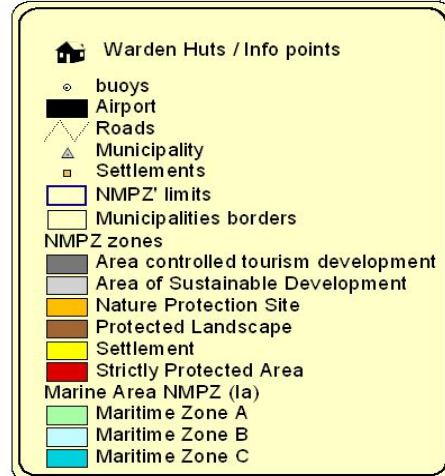 Warden Huts / Info points
buoys
Airport
Roads
Municipality
Settlements
NMPZ' limits
Municipalities borders
NMPZ zones
Area controlled tourism development
Area of Sustainable Development
Nature Protection Site
Protected Landscape
Settlement
Strictly Protected Area
Marine Area NMPZ (Ia)
Maritime Zone A
Maritime Zone B
Maritime Zone C